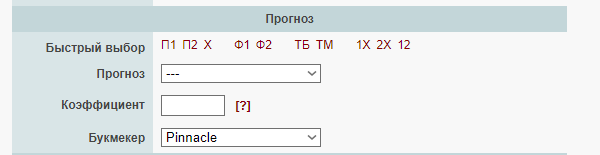 Прогноз
Быстрый выбор П1 П2 Х Ф1 Ф2 ТБ ТМ 1Х 2Х 12
Прогноз ---
Коэффициент [?]
Букмекер Pinnacle